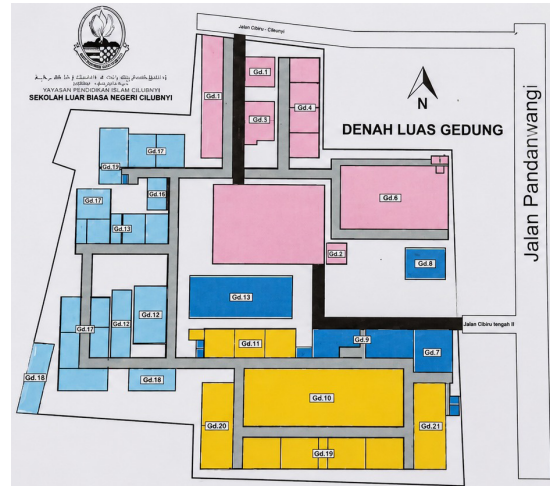 YAYASAN PENDIDIKAN ISLAM CILUBNYI
SEKOLAH LUAR BIASA NEGERI CILUBNYI
Jalan Cibiru - Cilkunyi
N
DENAH LUAS GEDUNG
Jalan Pandanwangi
Jalan Cibiru tengah II
Gd.1
Gd.1
Gd.4
Gd.3
Gd.17
Gd.15
Gd.16
Gd.6
Gd.17
Gd.13
Gd.2
Gd.8
Gd.13
Gd.17
Gd.12
Gd.12
Gd.11
Gd.9
Gd.7
Gd.18
Gd.18
Gd.10
Gd.20
Gd.21
Gd.19